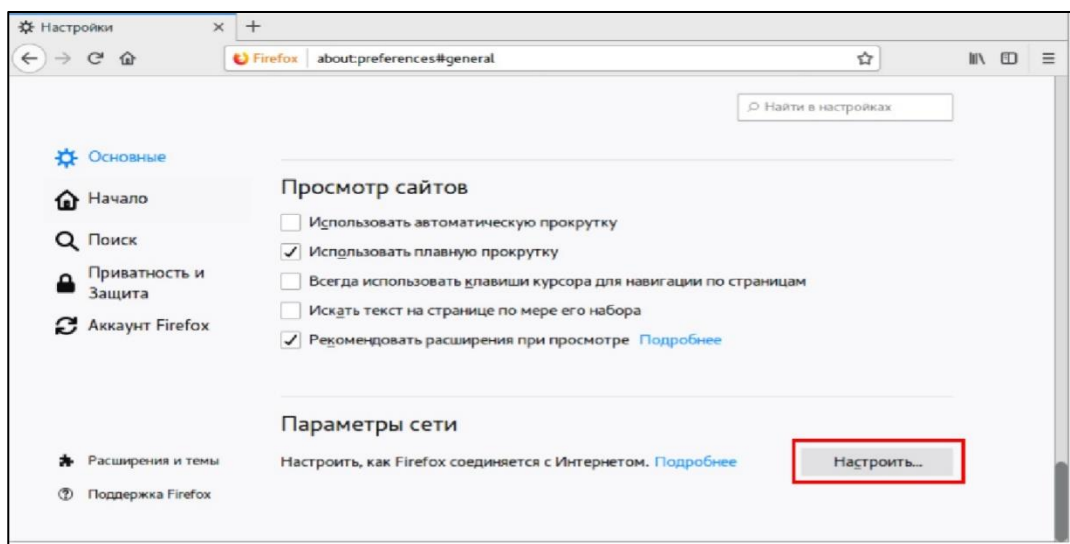 Настройки
Firefox about:preferences#general
Найти в настройках
Основные
Начало
Поиск
Приватность и
Защита
Аккаунт Firefox
Расширения и темы
Поддержка Firefox
Просмотр сайтов
Использовать автоматическую прокрутку
Использовать плавную прокрутку
Всегда использовать клавиши курсора для навигации по страницам
Искать текст на странице по мере его набора
Рекомендовать расширения при просмотре Подробнее
Параметры сети
Настроить, как Firefox соединяется с Интернетом. Подробнее
Настроить...